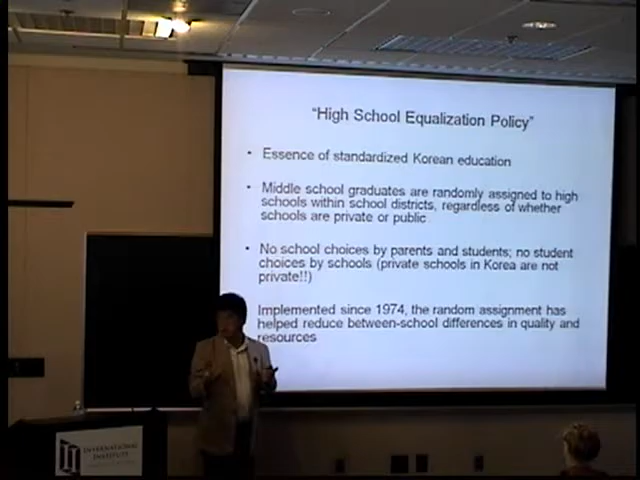 “High School Equalization Policy”
• Essence of standardized Korean education
• Middle school graduates are randomly assigned to high
schools within school districts, regardless of whether
schools are private or public
• No school choices by parents and students; no student
choices by schools (private schools in Korea are not
private!!)
Implemented since 1974, the random assignment has
helped reduce between-school differences in quality and
resources
INTERNATIONAL
INSTITUTE